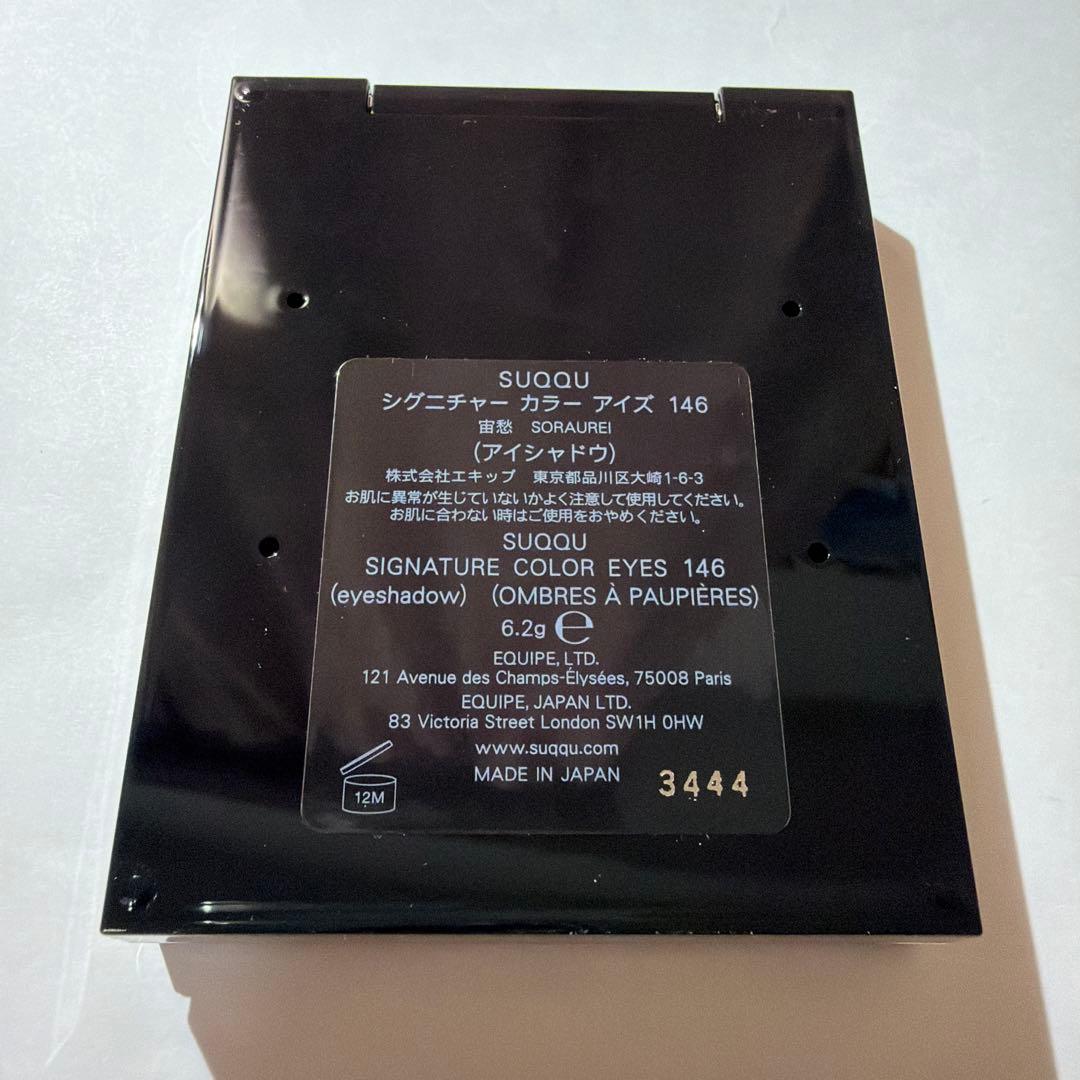 SUQQU
シグニチャー カラー アイズ 146
宙愁 SORAUREI
(アイシャドウ)
株式会社エキップ 東京都品川区大崎1-6-3
お肌に異常が生じていないかよく注意して使用してください。
お肌に合わない時はご使用をおやめください。
SUQQU
SIGNATURE COLOR EYES 146
(eyeshadow) (OMBRES À PAUPIÈRES)
6.2g ℮
EQUIPE, LTD.
121 Avenue des Champs-Élysées, 75008 Paris
EQUIPE, JAPAN LTD.
83 Victoria Street London SW1H 0HW
www.suqqu.com
MADE IN JAPAN
12M
3444